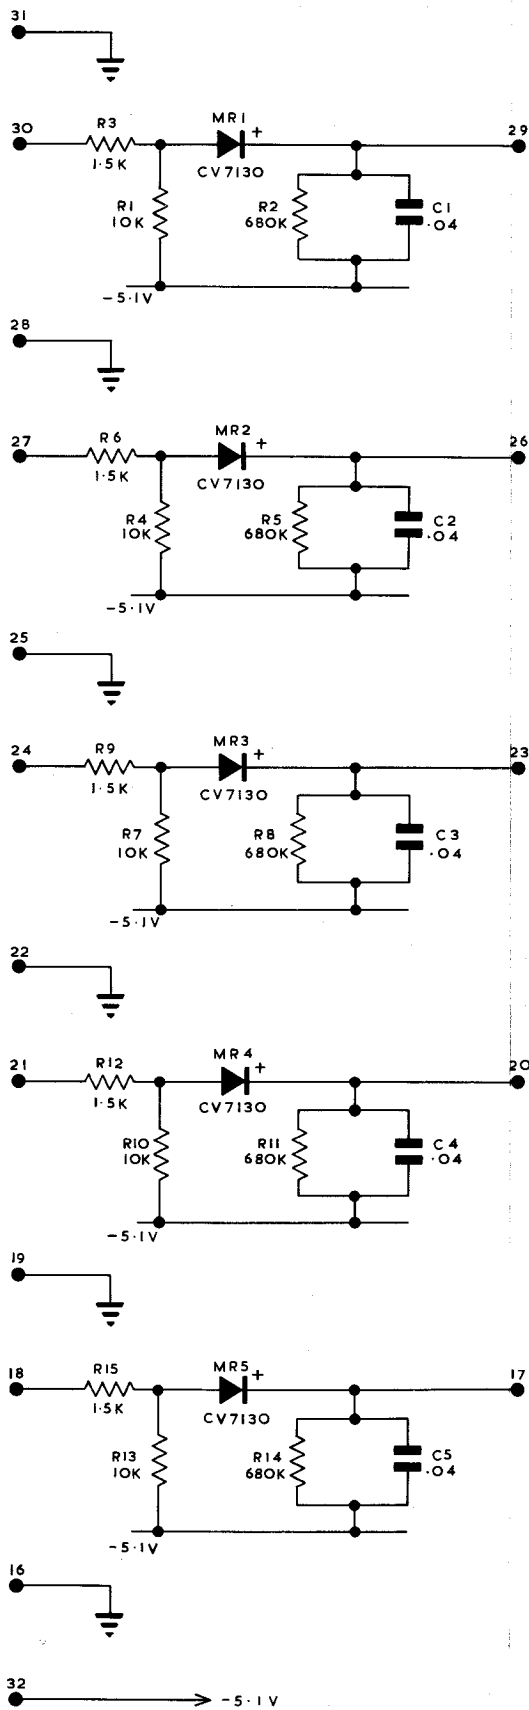 31
30 R3 1·5K MR1 + CV7130 29
R1 10K R2 680K C1 ·04
-5·1V
28
27 R6 1·5K MR2 + CV7130 26
R4 10K R5 680K C2 ·04
-5·1V
25
24 R9 1·5K MR3 + CV7130 23
R7 10K R8 680K C3 ·04
-5·1V
22
21 R12 1·5K MR4 + CV7130 20
R10 10K R11 680K C4 ·04
-5·1V
19
18 R15 1·5K MR5 + CV7130 17
R13 10K R14 680K C5 ·04
-5·1V
16
32 -5·1V